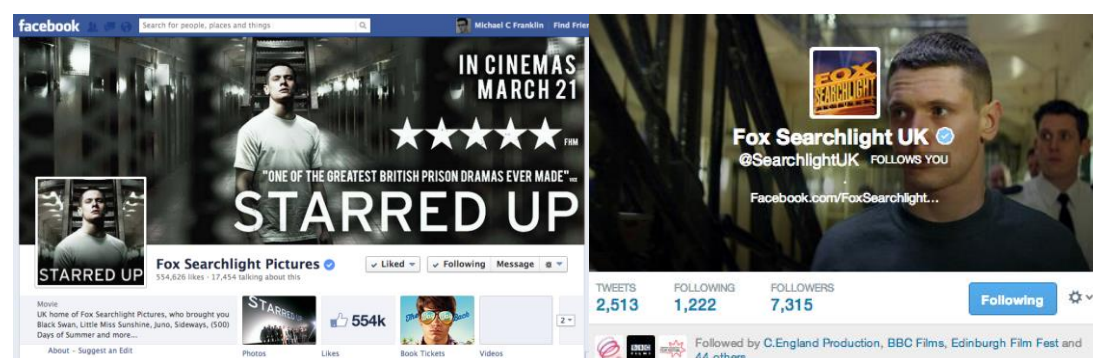 facebook
Search for people, places and things
Michael C Franklin Find Frie
IN CINEMAS
MARCH 21
FHM
"ONE OF THE GREATEST BRITISH PRISON DRAMAS EVER MADE"
STARRED UP
STARRED UP
Fox Searchlight Pictures
554,626 likes · 17,454 talking about this
Liked
Following
Message
Movie
UK home of Fox Searchlight Pictures, who brought you
Black Swan, Little Miss Sunshine, Juno, Sideways, (500)
Days of Summer and more...
About – Suggest an Edit
STARRED UP
Photos
554k
Likes
Book Tickets
Videos
2
FOX
SEARCHLIGHT
Fox Searchlight UK
@SearchlightUK FOLLOWS YOU
Facebook.com/FoxSearchlight...
TWEETS
2,513
FOLLOWING
1,222
FOLLOWERS
7,315
Following
Followed by C.England Production, BBC Films, Edinburgh Film Fest and
44 others